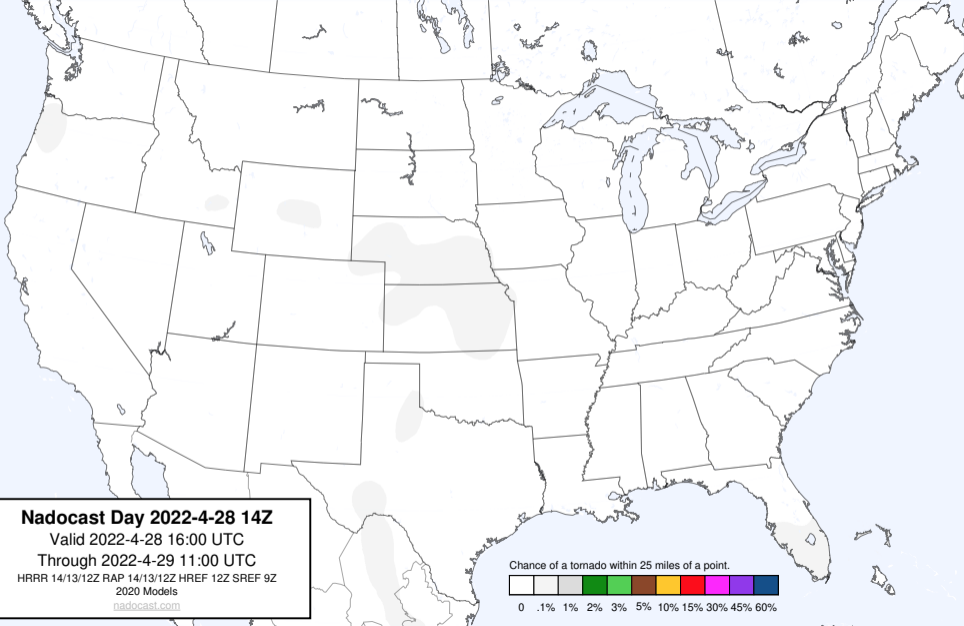 Nadocast Day 2022-4-28 14Z
Valid 2022-4-28 16:00 UTC
Through 2022-4-29 11:00 UTC
HRRR 14/13/12Z RAP 14/13/12Z HREF 12Z SREF 9Z
2020 Models
nadocast.com
Chance of a tornado within 25 miles of a point.
0 .1% 1% 2% 3% 5% 10% 15% 30% 45% 60%